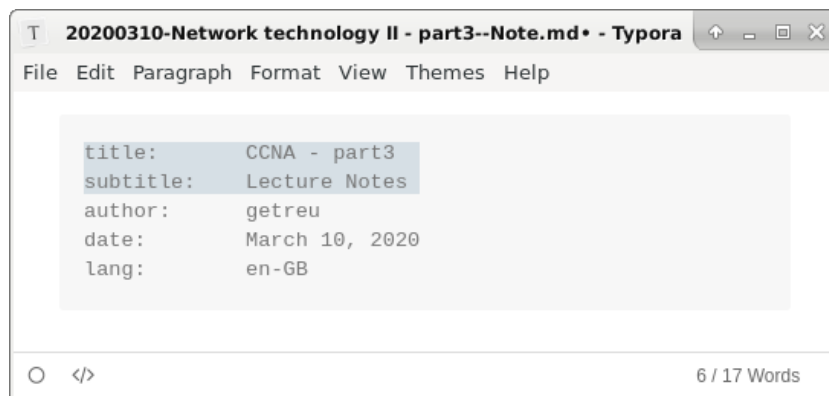 T 20200310-Network technology II - part3--Note.md• - Typora
File Edit Paragraph Format View Themes Help
title: CCNA - part3
subtitle: Lecture Notes
author: getreu
date: March 10, 2020
lang: en-GB
</> 6 / 17 Words